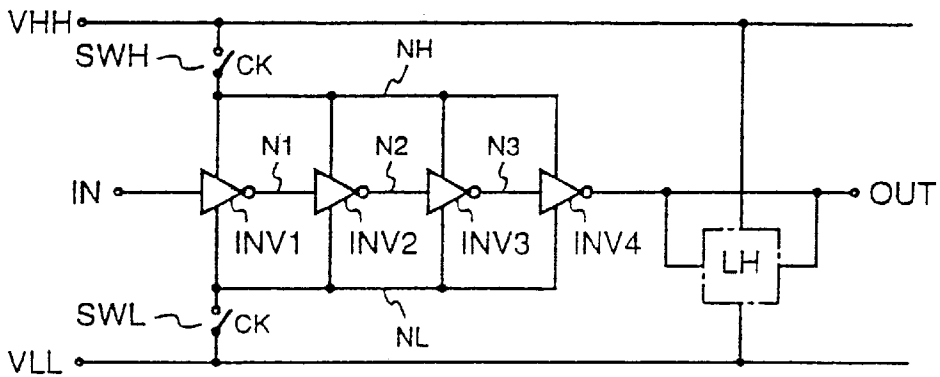 VHH
SWH
CK
NH
N1
N2
N3
IN
OUT
INV1
INV2
INV3
INV4
LH
SWL
CK
NL
VLL